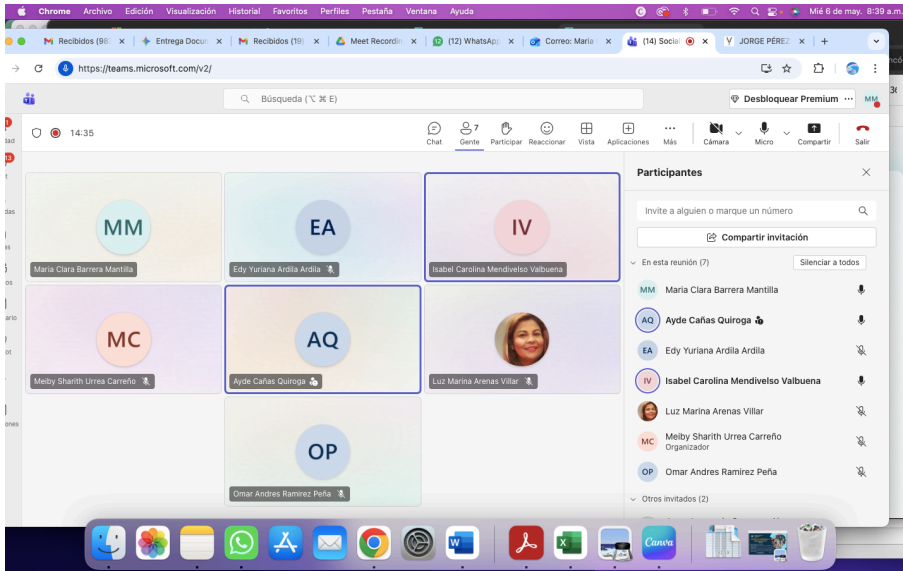 Chrome Archivo Edición Visualización Historial Favoritos Perfiles Pestaña Ventana Ayuda Mié 6 de may. 8:39 a.m.
Recibidos (98 Entrega Docum Recibidos (19) Meet Recordin (12) WhatsAp Correo: Maria (14) Social JORGE PÉREZ
https://teams.microsoft.com/v2/
Búsqueda (⌥ ⌘ E) Desbloquear Premium ... MM
14:35 7
Chat Gente Participar Reaccionar Vista Aplicaciones Más Cámara Micro Compartir Salir
Participantes
Invite a alguien o marque un número
Compartir invitación
En esta reunión (7) Silenciar a todos
MM Maria Clara Barrera Mantilla
AQ Ayde Cañas Quiroga
EA Edy Yuriana Ardila Ardila
IV Isabel Carolina Mendivelso Valbuena
Luz Marina Arenas Villar
MC Meiby Sharith Urrea Carreño
Organizador
OP Omar Andres Ramirez Peña
Otros invitados (2)
MM EA IV
Maria Clara Barrera Mantilla Edy Yuriana Ardila Ardila Isabel Carolina Mendivelso Valbuena
MC AQ
Meiby Sharith Urrea Carreño Ayde Cañas Quiroga Luz Marina Arenas Villar
OP
Omar Andres Ramirez Peña
Canva